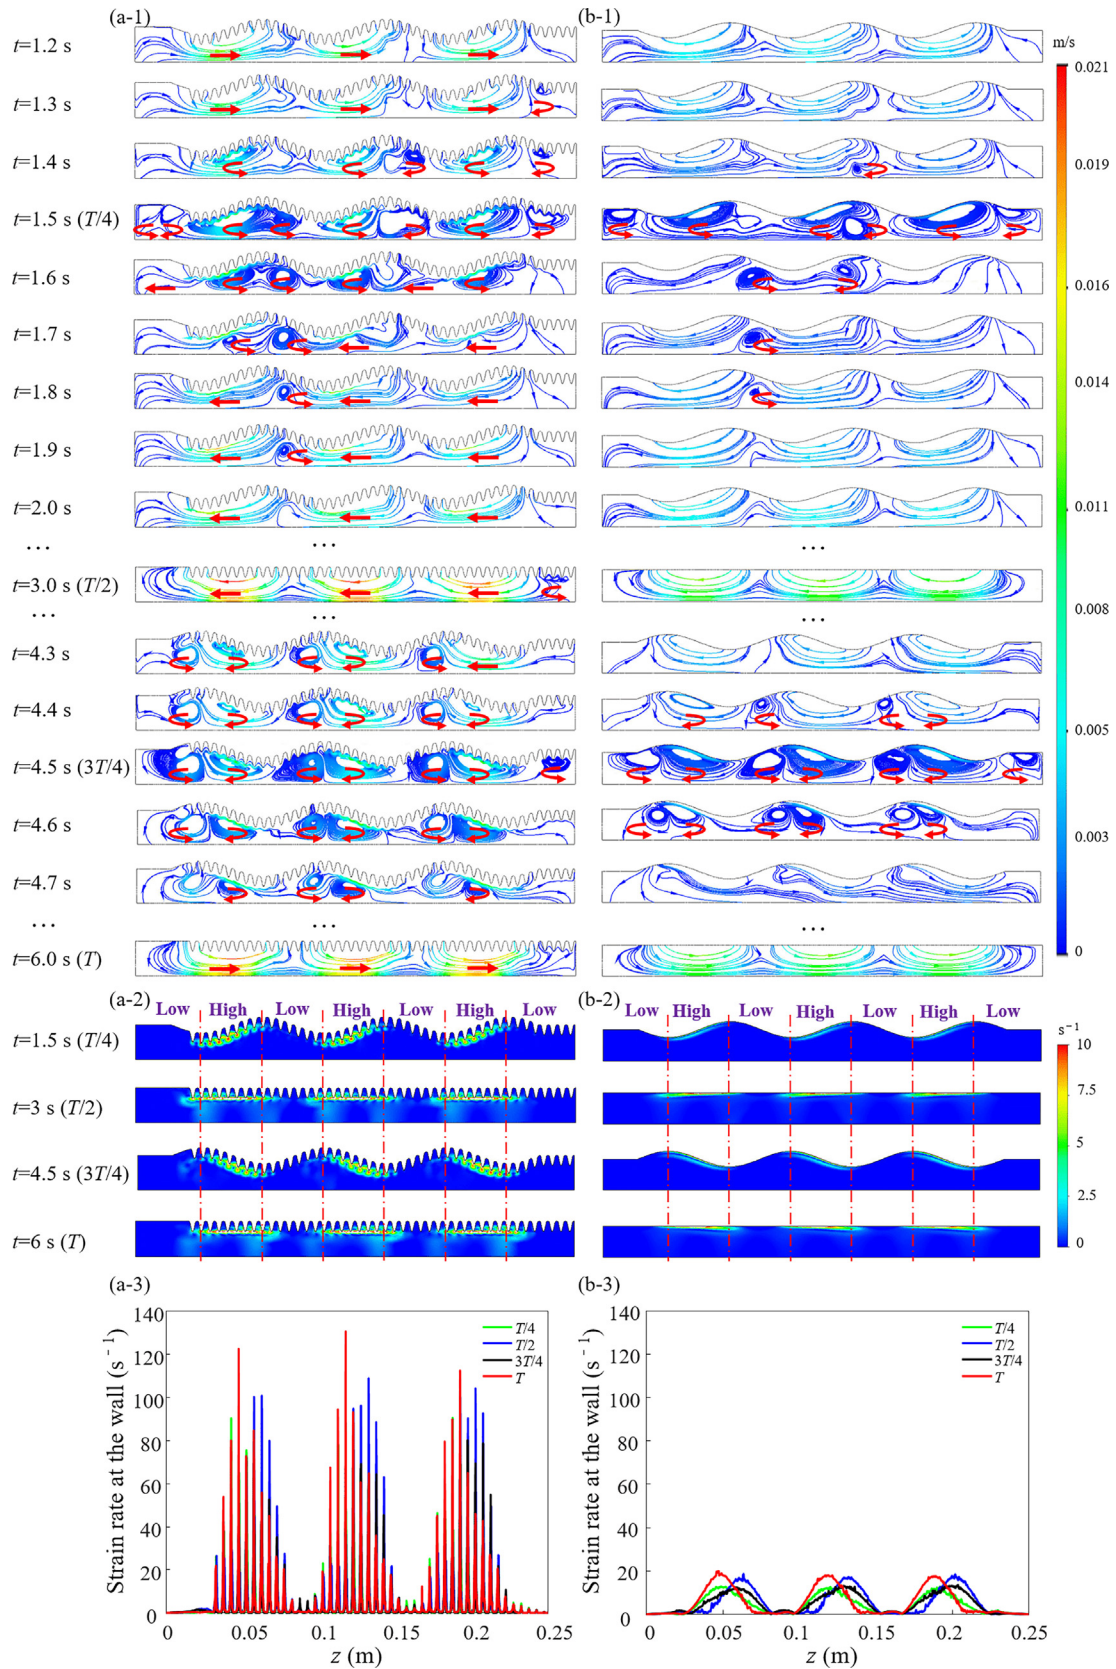 (a-1) (b-1)
t=1.2 s
m/s
0.021
t=1.3 s
0.019
t=1.4 s
t=1.5 s (T/4)
0.016
t=1.6 s
t=1.7 s
0.014
t=1.8 s
t=1.9 s
0.011
t=2.0 s
... ... ...
t=3.0 s (T/2)
0.008
... ... ...
t=4.3 s
0.005
t=4.4 s
t=4.5 s (3T/4)
t=4.6 s
0.003
t=4.7 s
... ... ...
t=6.0 s (T)
0
(a-2) (b-2)
Low High Low High Low High Low Low High Low High Low High Low
t=1.5 s (T/4)
s⁻¹
10
7.5
t=3 s (T/2)
5
t=4.5 s (3T/4)
2.5
t=6 s (T)
0
(a-3) (b-3)
Strain rate at the wall (s⁻¹)
140
120
100
80
60
40
20
0
T/4
T/2
3T/4
T
0 0.05 0.1 0.15 0.2 0.25
z (m)
Strain rate at the wall (s⁻¹)
140
120
100
80
60
40
20
0
T/4
T/2
3T/4
T
0 0.05 0.1 0.15 0.2 0.25
z (m)